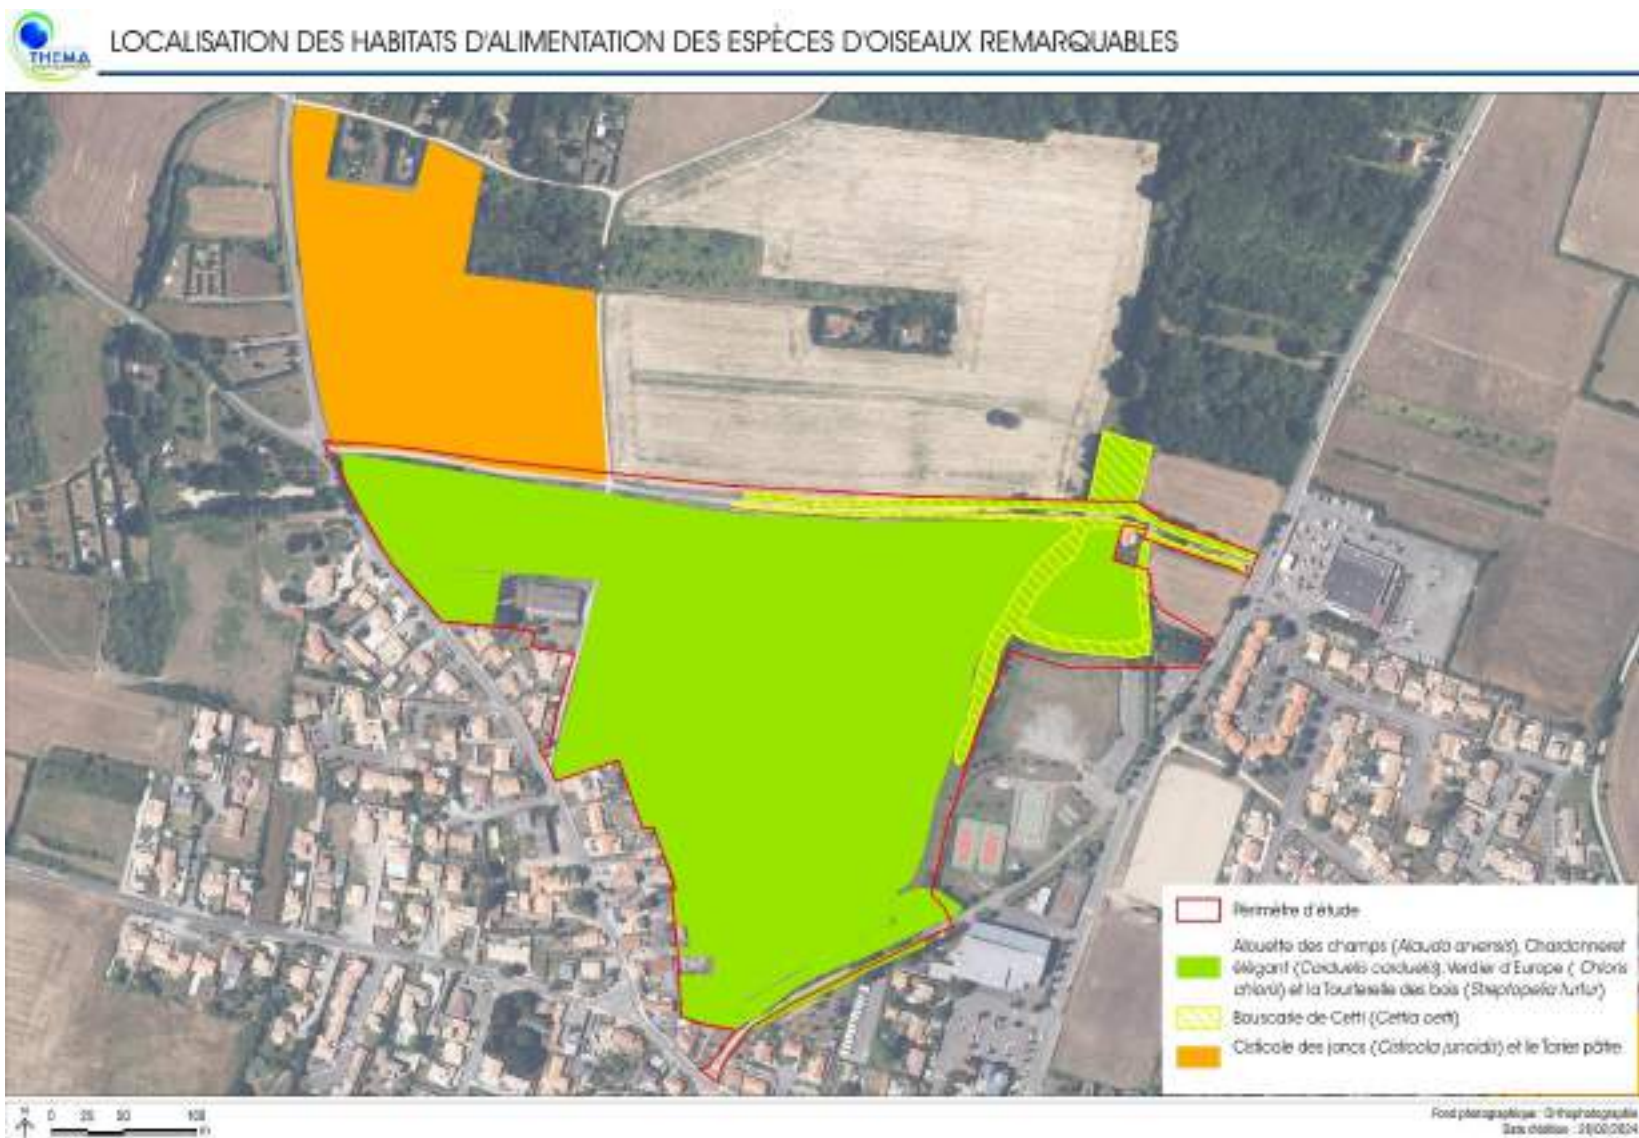 THEMA
LOCALISATION DES HABITATS D'ALIMENTATION DES ESPÈCES D'OISEAUX REMARQUABLES
Périmètre d'étude
Alouette des champs (Alauda arvensis), Chardonneret
élégant (Carduelis carduelis), Verdier d'Europe ( Chloris
chloris) et la Tourterelle des bois (Streptopelia turtur)
Bouscarle de Cetti (Cettia cetti)
Cisticole des joncs (Cisticola juncidis) et le Tarier pâtre
N
0 25 50 100
m
Fond photographique : Orthophotographie
Date d'édition :